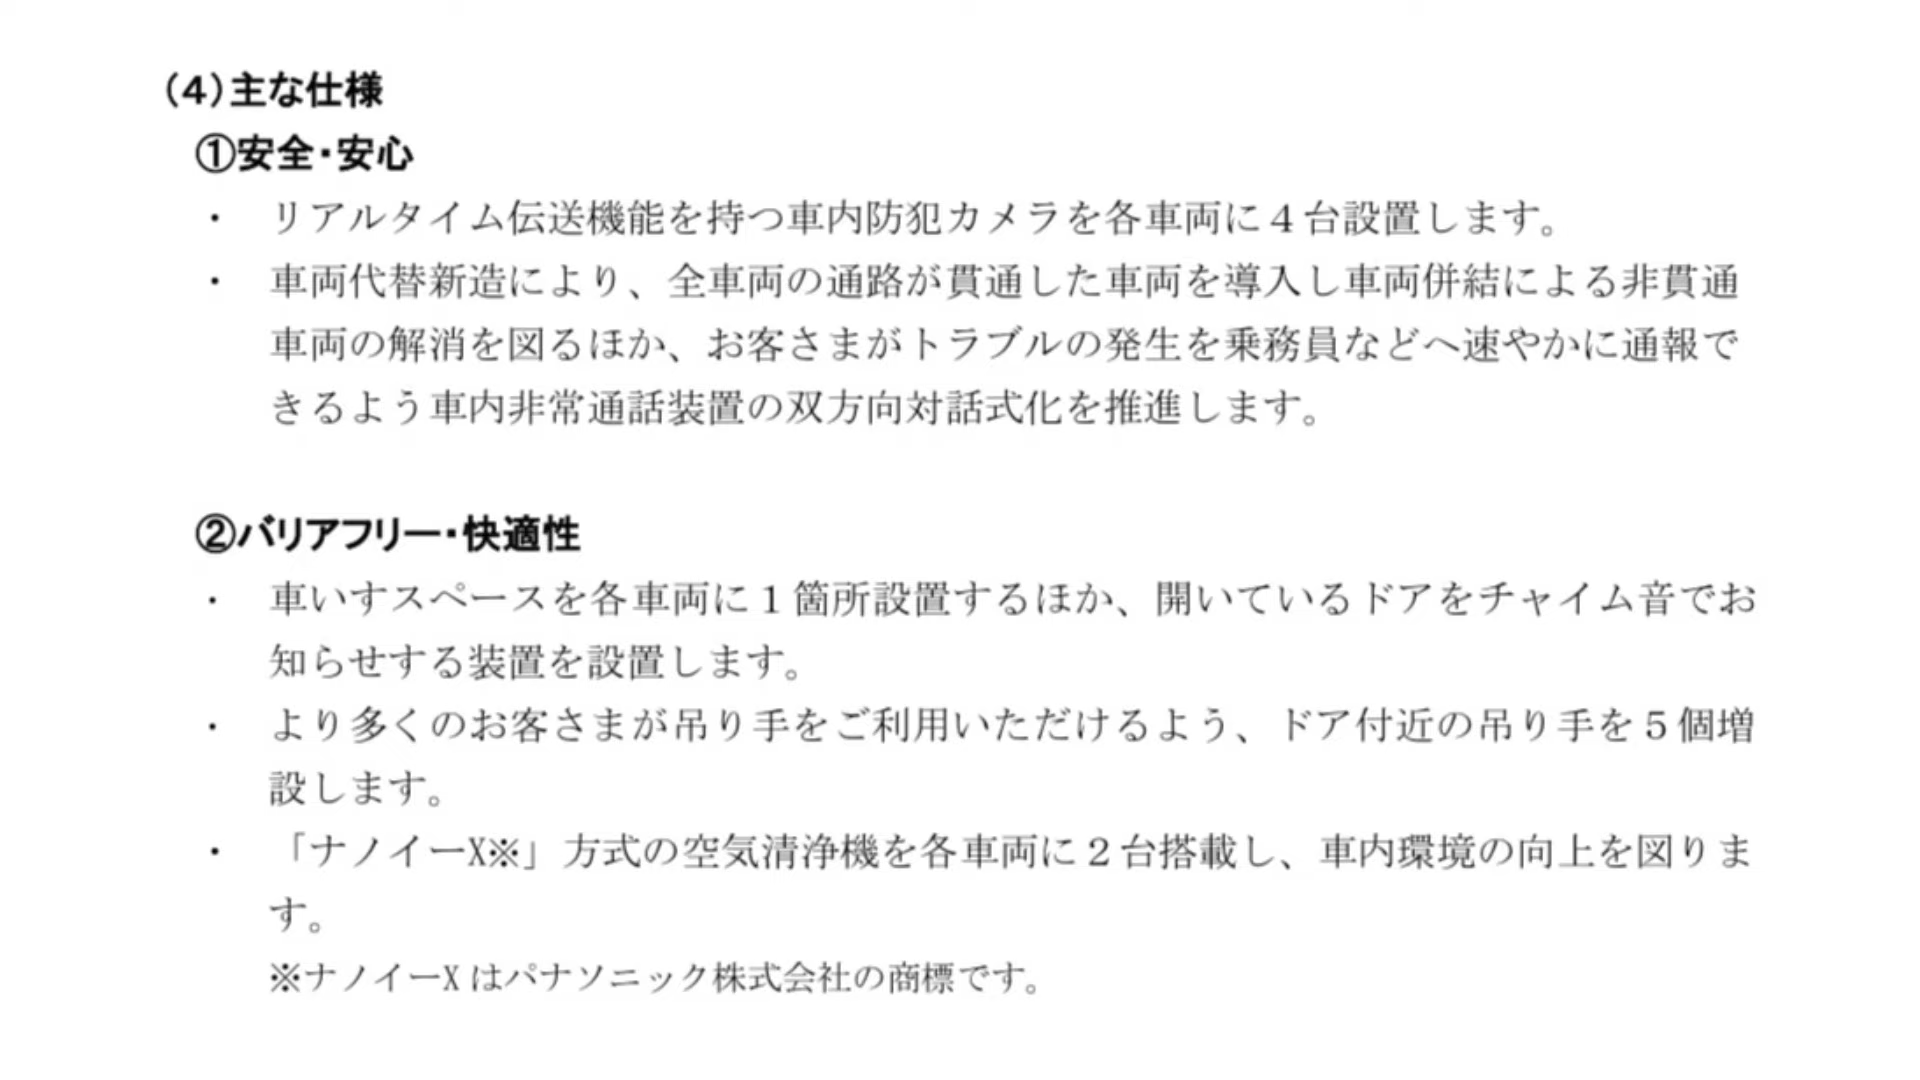 （４）主な仕様
①安全・安心
・ リアルタイム伝送機能を持つ車内防犯カメラを各車両に４台設置します。
・ 車両代替新造により、全車両の通路が貫通した車両を導入し車両併結による非貫通
車両の解消を図るほか、お客さまがトラブルの発生を乗務員などへ速やかに通報で
きるよう車内非常通話装置の双方向対話式化を推進します。
②バリアフリー・快適性
・ 車いすスペースを各車両に１箇所設置するほか、開いているドアをチャイム音でお
知らせする装置を設置します。
・ より多くのお客さまが吊り手をご利用いただけるよう、ドア付近の吊り手を５個増
設します。
・ 「ナノイーX※」方式の空気清浄機を各車両に２台搭載し、車内環境の向上を図りま
す。
※ナノイーX はパナソニック株式会社の商標です。